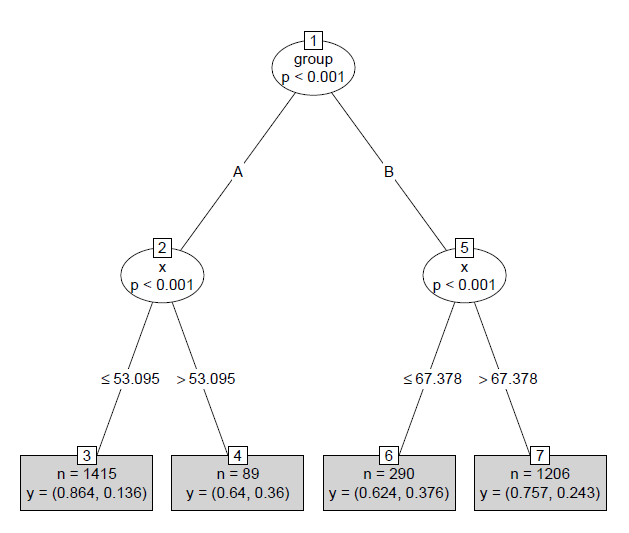 1
group
p < 0.001
A
B
2
x
p < 0.001
5
x
p < 0.001
≤ 53.095
> 53.095
≤ 67.378
> 67.378
3
n = 1415
y = (0.864, 0.136)
4
n = 89
y = (0.64, 0.36)
6
n = 290
y = (0.624, 0.376)
7
n = 1206
y = (0.757, 0.243)